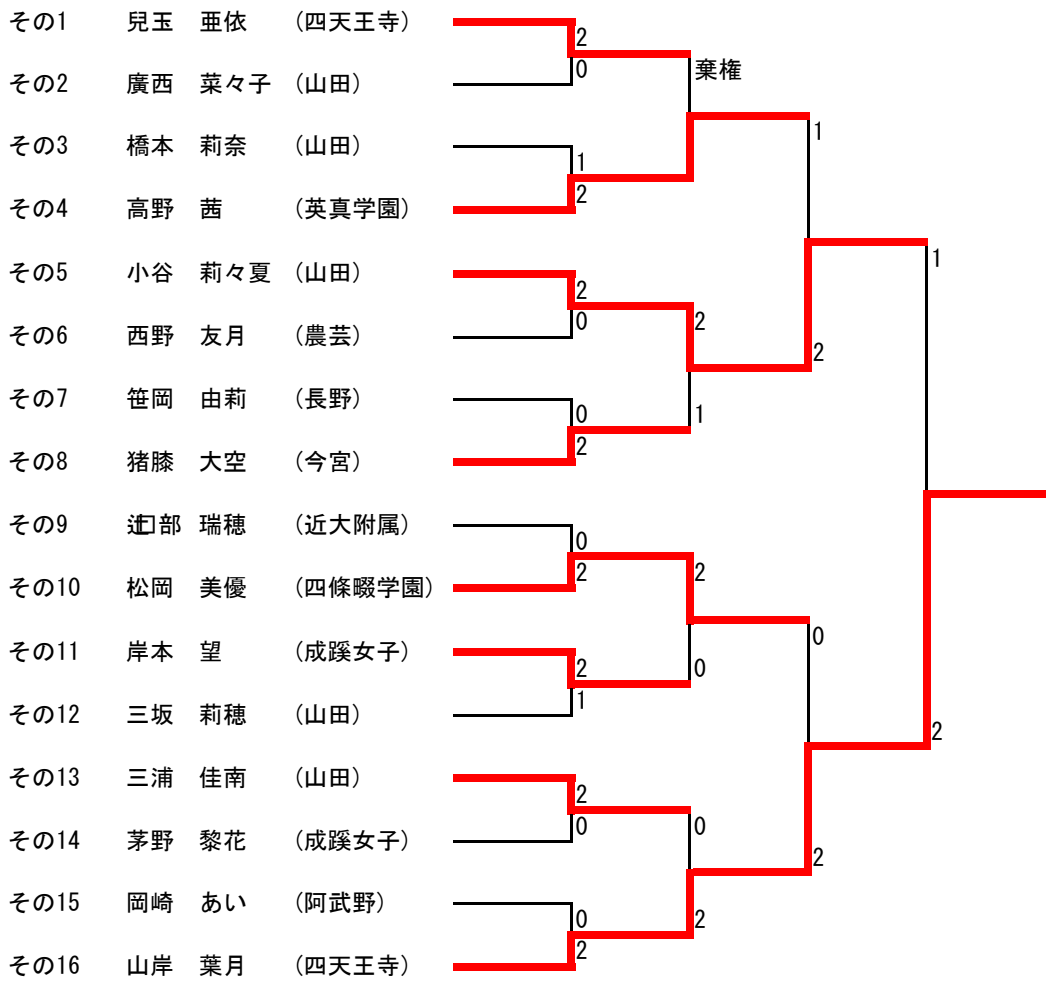 その1 兒玉 亜依 (四天王寺)
2
0
棄権
その2 廣西 菜々子 (山田)
1
その3 橋本 莉奈 (山田)
1
2
その4 高野 茜 (英真学園)
1
その5 小谷 莉々夏 (山田)
2
0
2
その6 西野 友月 (農芸)
2
その7 笹岡 由莉 (長野)
0
1
2
その8 猪膝 大空 (今宮)
その9 部 瑞穂 (近大附属)
0
2
2
その10 松岡 美優 (四條畷学園)
0
その11 岸本 望 (成蹊女子)
2
0
1
その12 三坂 莉穂 (山田)
2
その13 三浦 佳南 (山田)
2
0
0
その14 茅野 黎花 (成蹊女子)
2
その15 岡崎 あい (阿武野)
0
2
2
その16 山岸 葉月 (四天王寺)